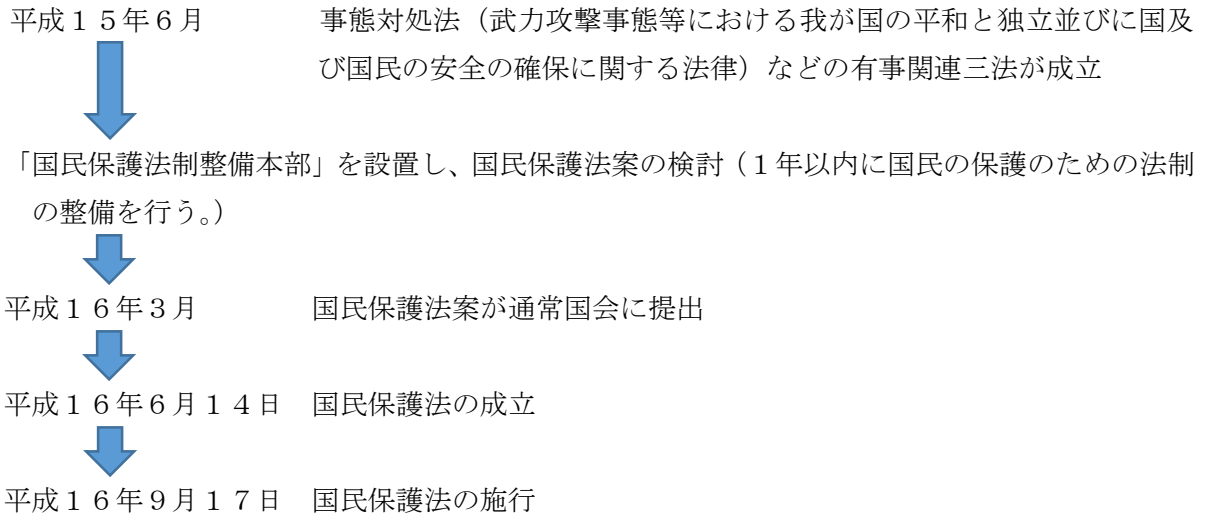 平成１５年６月　事態対処法（武力攻撃事態等における我が国の平和と独立並びに国及
び国民の安全の確保に関する法律）などの有事関連三法が成立
「国民保護法制整備本部」を設置し、国民保護法案の検討（１年以内に国民の保護のための法制
の整備を行う。）
平成１６年３月　国民保護法案が通常国会に提出
平成１６年６月１４日　国民保護法の成立
平成１６年９月１７日　国民保護法の施行